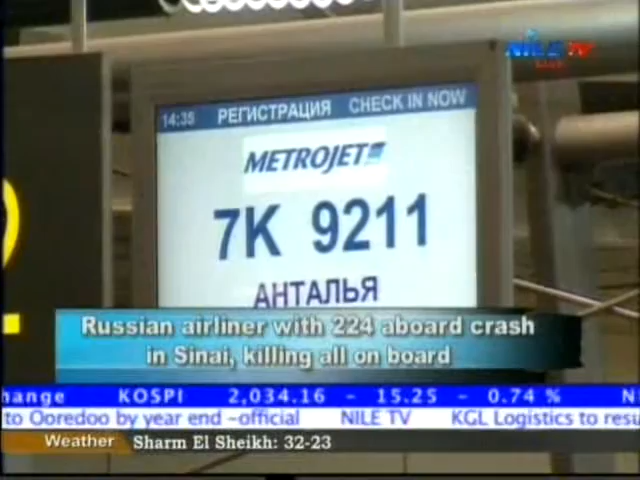 NILE TV
14:35 РЕГИСТРАЦИЯ CHECK IN NOW
METROJET
7K 9211
АНТАЛЬЯ
Russian airliner with 224 aboard crash
in Sinai, killing all on board
hange KOSPI 2,034.16 - 15.25 - 0.74 % N
to Ooredoo by year end -official NILE TV KGL Logistics to resu
Weather Sharm El Sheikh: 32-23